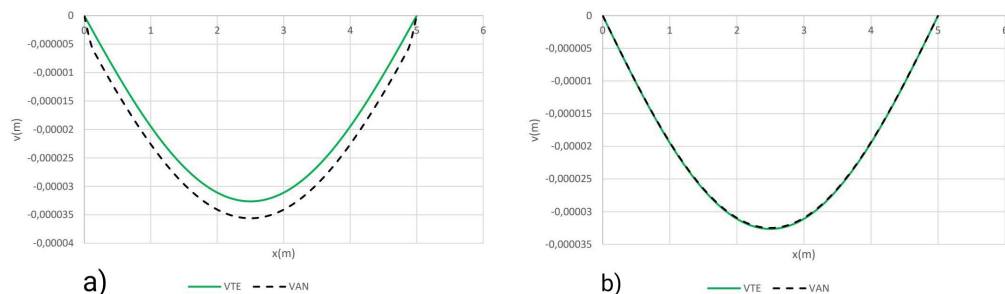 0
0 1 2 3 4 5 6
-0,000005
-0,00001
-0,000015
-0,00002
-0,000025
-0,00003
-0,000035
-0,00004
v(m)
x(m)
a)
VTE VAN
0
0 1 2 3 4 5 6
-0,000005
-0,00001
-0,000015
-0,00002
-0,000025
-0,00003
-0,000035
v(m)
x(m)
b)
VTE VAN